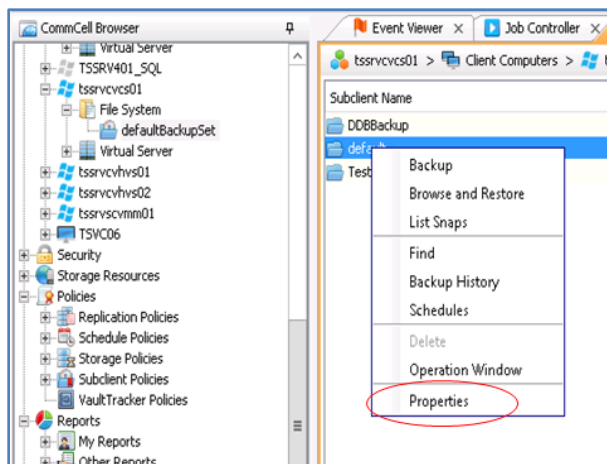 CommCell Browser
Virtual Server
TSSRV401_SQL
tssrvcvcs01
File System
defaultBackupSet
Virtual Server
tssrvcvhvs01
tssrvcvhvs02
tssrvscvmm01
TSVC06
Security
Storage Resources
Policies
Replication Policies
Schedule Policies
Storage Policies
Subclient Policies
VaultTracker Policies
Reports
My Reports
Other Reports
Event Viewer x Job Controller x
tssrvcvcs01 > Client Computers >
Subclient Name
DDBBackup
default
Test
Backup
Browse and Restore
List Snaps
Find
Backup History
Schedules
Delete
Operation Window
Properties